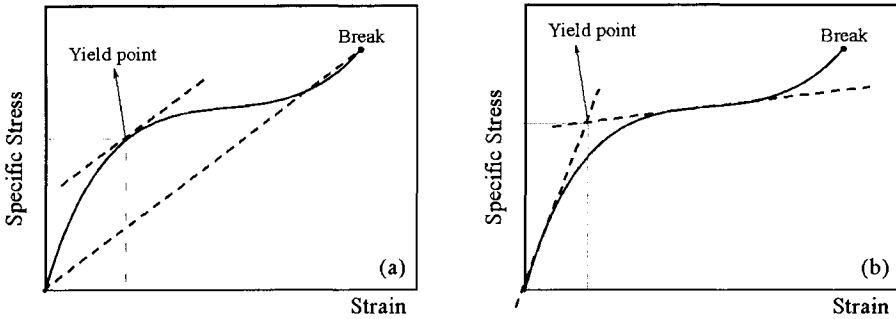 Yield point
Break
Specific Stress
(a)
Strain
Yield point
Break
Specific Stress
(b)
Strain